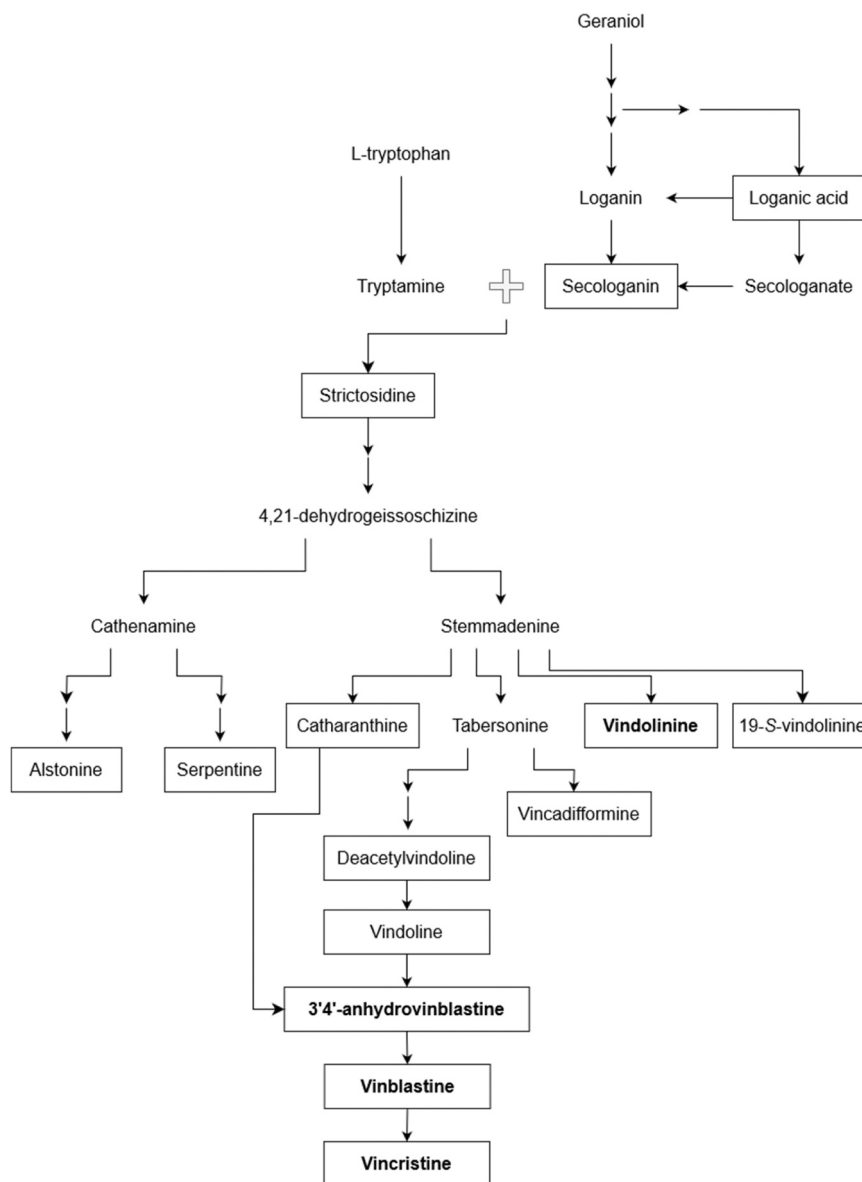 Geraniol
L-tryptophan
Loganin
Loganic acid
Tryptamine
Secologanin
Secologanate
Strictosidine
4,21-dehydrogeissoschizine
Cathenamine
Stemmadenine
Catharanthine
Tabersonine
Vindolinine
19-S-vindolinine
Alstonine
Serpentine
Vincadifformine
Deacetylvindoline
Vindoline
3'4'-anhydrovinblastine
Vinblastine
Vincristine